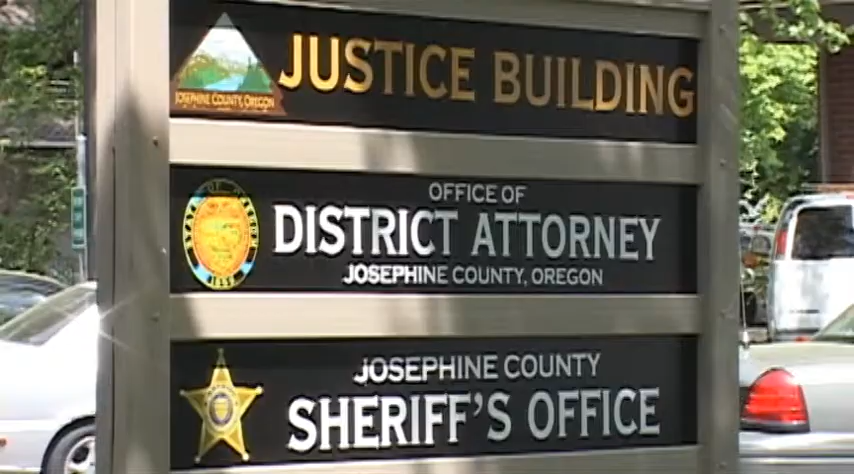 JUSTICE BUILDING
JOSEPHINE COUNTY, OREGON
OFFICE OF
DISTRICT ATTORNEY
JOSEPHINE COUNTY, OREGON
JOSEPHINE COUNTY
SHERIFF'S OFFICE